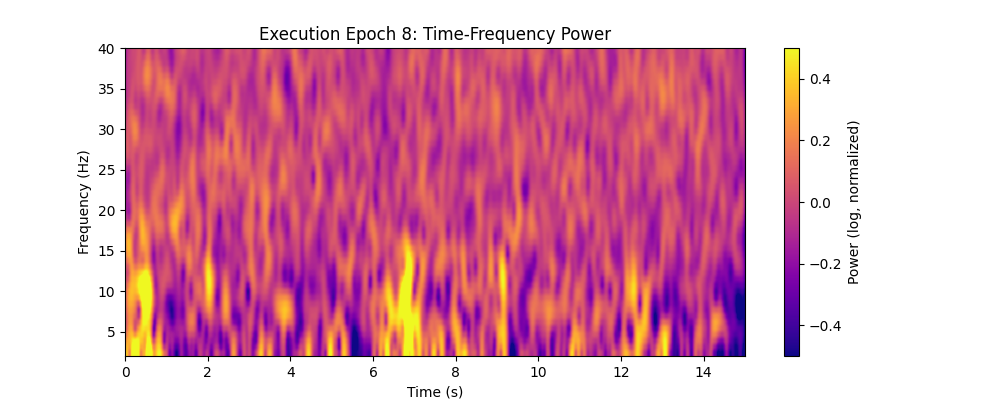 Execution Epoch 8: Time-Frequency Power
40
35
30
25
20
15
10
5
Frequency (Hz)
0 2 4 6 8 10 12 14
Time (s)
0.4
0.2
0.0
−0.2
−0.4
Power (log, normalized)